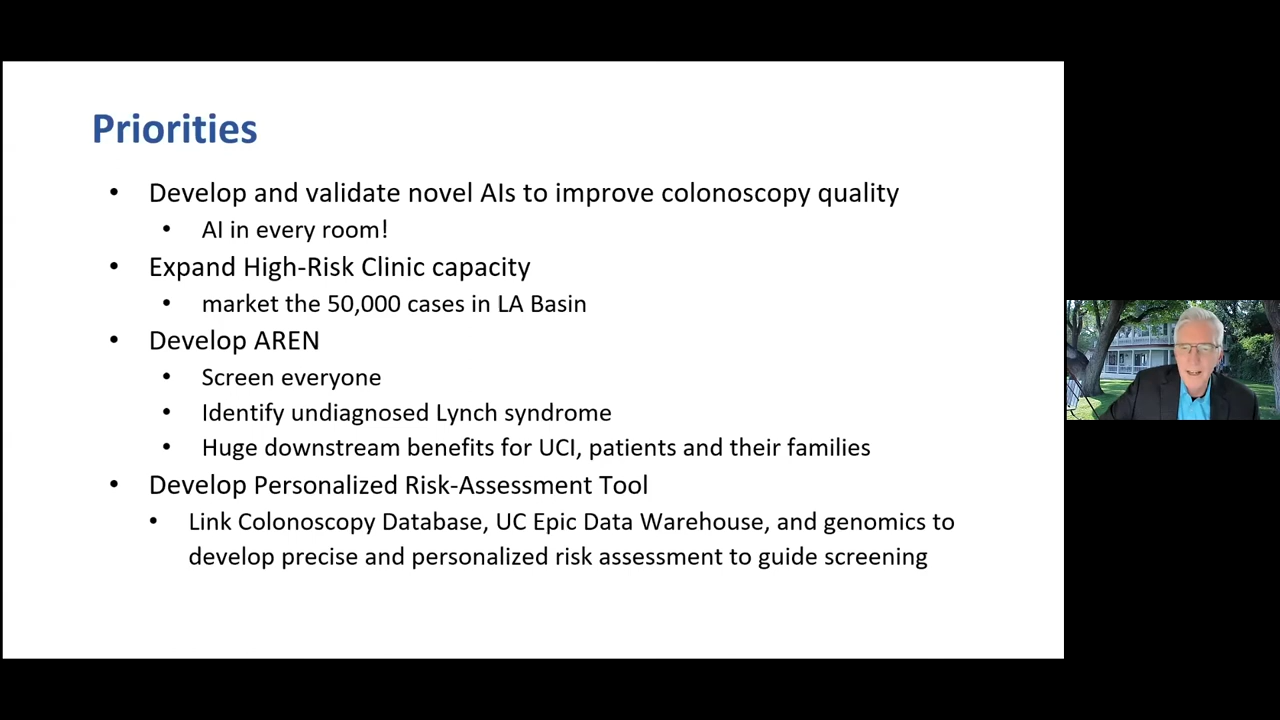 Priorities
• Develop and validate novel AIs to improve colonoscopy quality
• AI in every room!
• Expand High-Risk Clinic capacity
• market the 50,000 cases in LA Basin
• Develop AREN
• Screen everyone
• Identify undiagnosed Lynch syndrome
• Huge downstream benefits for UCI, patients and their families
• Develop Personalized Risk-Assessment Tool
• Link Colonoscopy Database, UC Epic Data Warehouse, and genomics to
develop precise and personalized risk assessment to guide screening